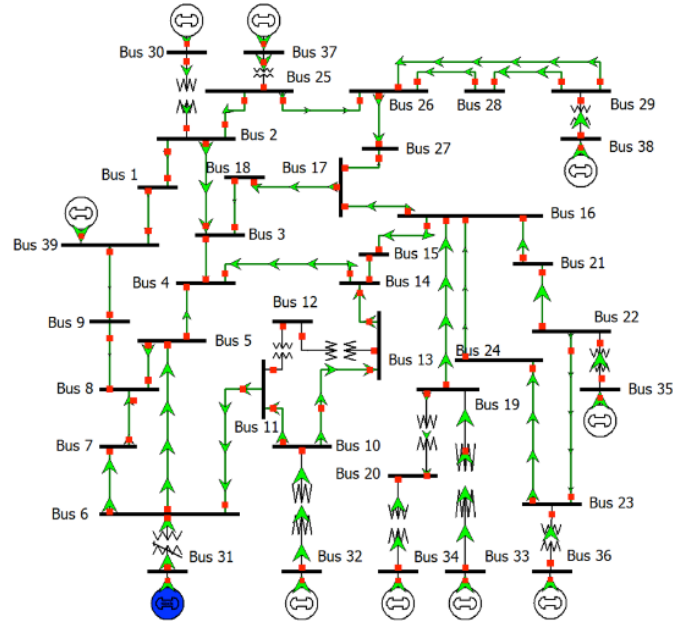 Bus 30
Bus 37
Bus 25
Bus 26
Bus 28
Bus 29
Bus 2
Bus 27
Bus 38
Bus 18
Bus 17
Bus 1
Bus 16
Bus 39
Bus 3
Bus 15
Bus 21
Bus 4
Bus 14
Bus 12
Bus 9
Bus 22
Bus 5
Bus 13
Bus 24
Bus 8
Bus 35
Bus 19
Bus 11
Bus 7
Bus 10
Bus 20
Bus 23
Bus 6
Bus 31
Bus 32
Bus 34
Bus 33
Bus 36